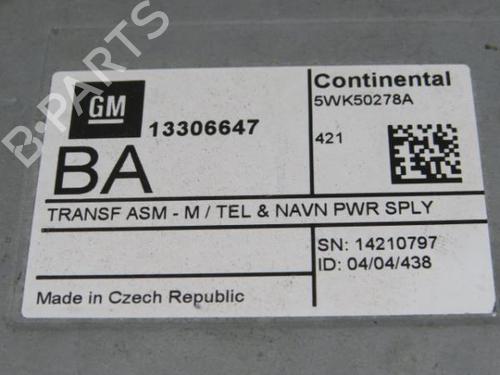 B-PARTS
GM
13306647
BA
Continental
5WK50278A
421
TRANSF ASM - M / TEL & NAVN PWR SPLY
SN: 14210797
ID: 04/04/438
Made in Czech Republic